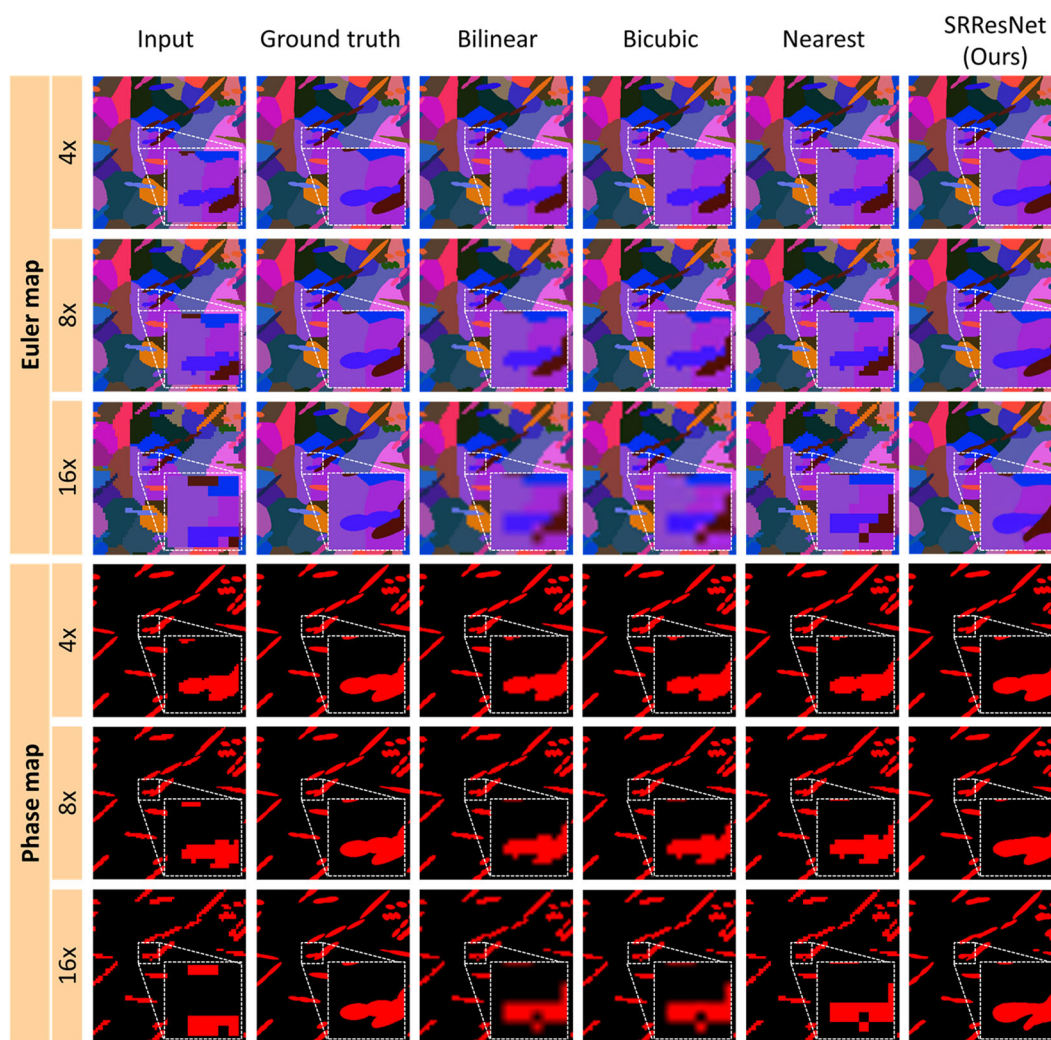 Input
Ground truth
Bilinear
Bicubic
Nearest
SRResNet
(Ours)
Euler map
4x
8x
16x
Phase map
4x
8x
16x